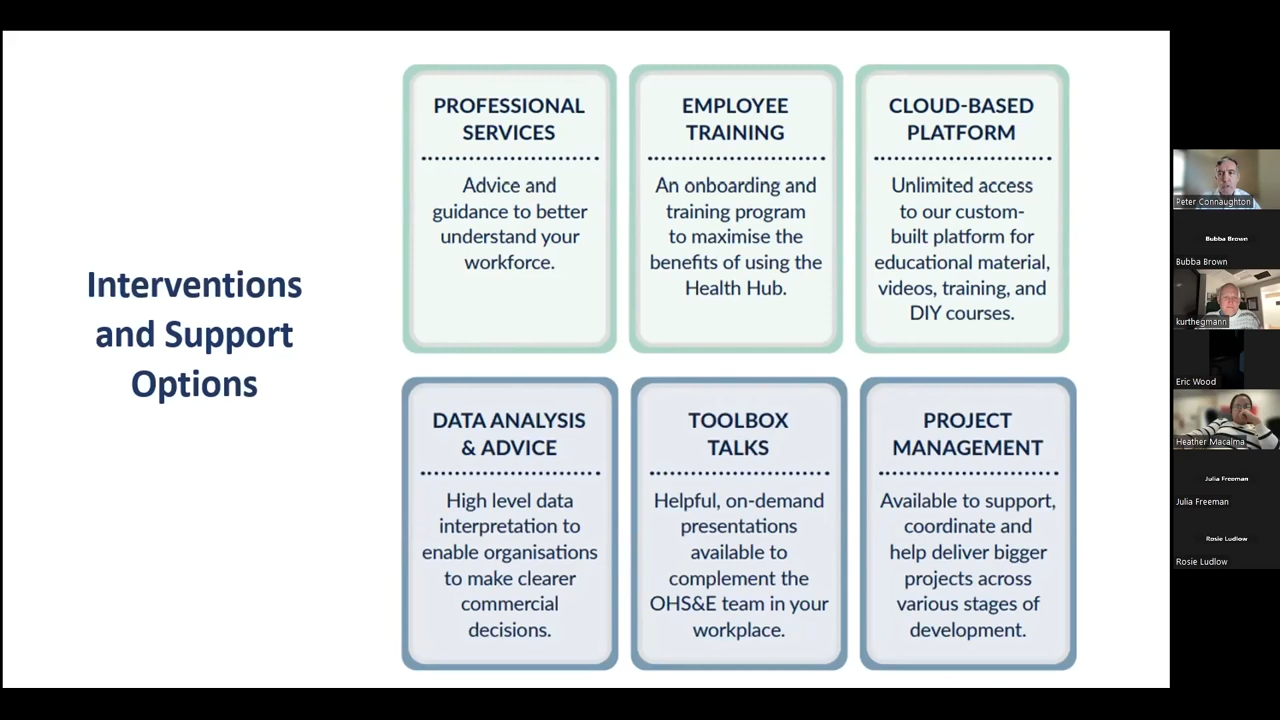 Interventions
and Support
Options
PROFESSIONAL
SERVICES
Advice and
guidance to better
understand your
workforce.
EMPLOYEE
TRAINING
An onboarding and
training program
to maximise the
benefits of using the
Health Hub.
CLOUD-BASED
PLATFORM
Unlimited access
to our custom-
built platform for
educational material,
videos, training, and
DIY courses.
DATA ANALYSIS
& ADVICE
High level data
interpretation to
enable organisations
to make clearer
commercial
decisions.
TOOLBOX
TALKS
Helpful, on-demand
presentations
available to
complement the
OHS&E team in your
workplace.
PROJECT
MANAGEMENT
Available to support,
coordinate and
help deliver bigger
projects across
various stages of
development.
Peter Connaughton
Bubba Brown
Bubba Brown
kurthegmann
Eric Wood
Heather Macalma
Julia Freeman
Julia Freeman
Rosie Ludlow
Rosie Ludlow